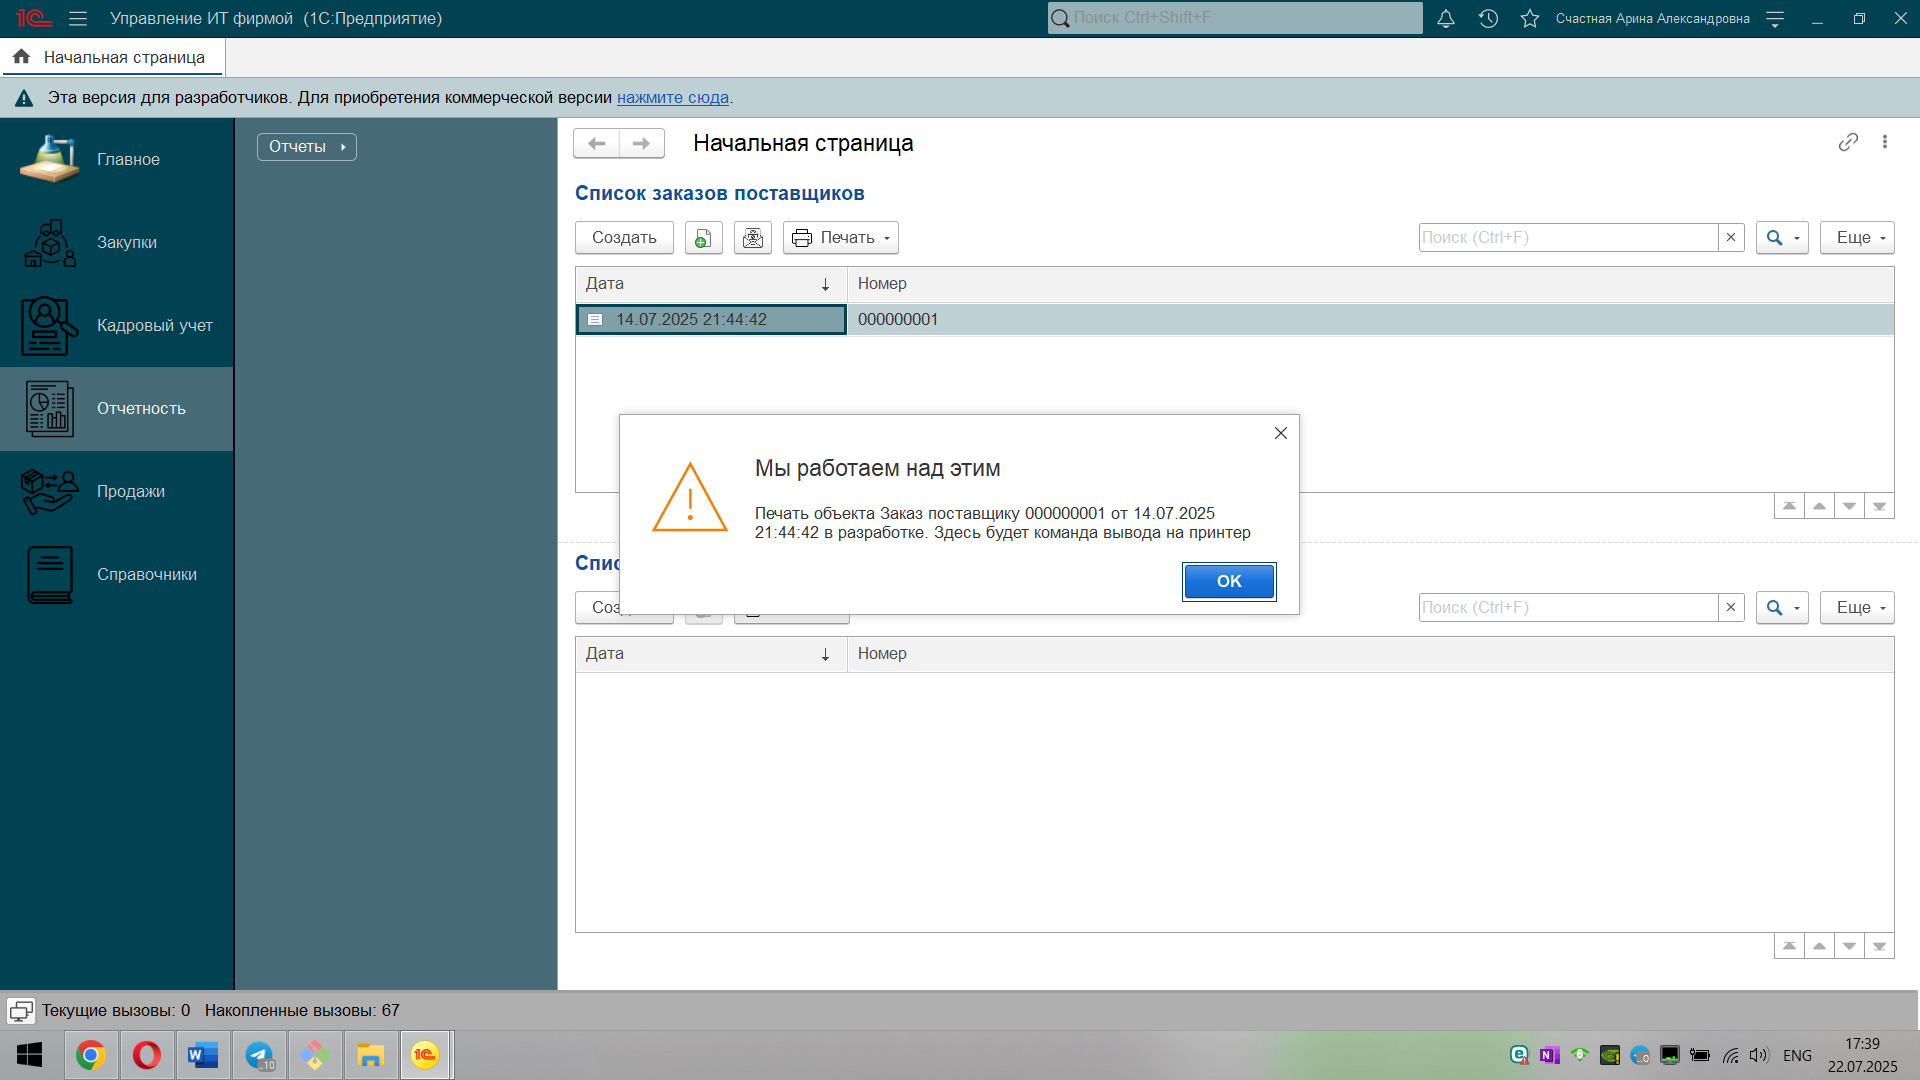 1С Управление ИТ фирмой (1С:Предприятие)
Поиск Ctrl+Shift+F
Счастная Арина Александровна
Начальная страница
Эта версия для разработчиков. Для приобретения коммерческой версии нажмите сюда.
Главное
Закупки
Кадровый учет
Отчетность
Продажи
Справочники
Отчеты
Начальная страница
Список заказов поставщиков
Создать
Печать
Поиск (Ctrl+F)
Еще
Дата
Номер
14.07.2025 21:44:42
000000001
Мы работаем над этим
Печать объекта Заказ поставщику 000000001 от 14.07.2025
21:44:42 в разработке. Здесь будет команда вывода на принтер
OK
Спис
Соз
Поиск (Ctrl+F)
Еще
Дата
Номер
Текущие вызовы: 0 Накопленные вызовы: 67
ENG
17:39
22.07.2025